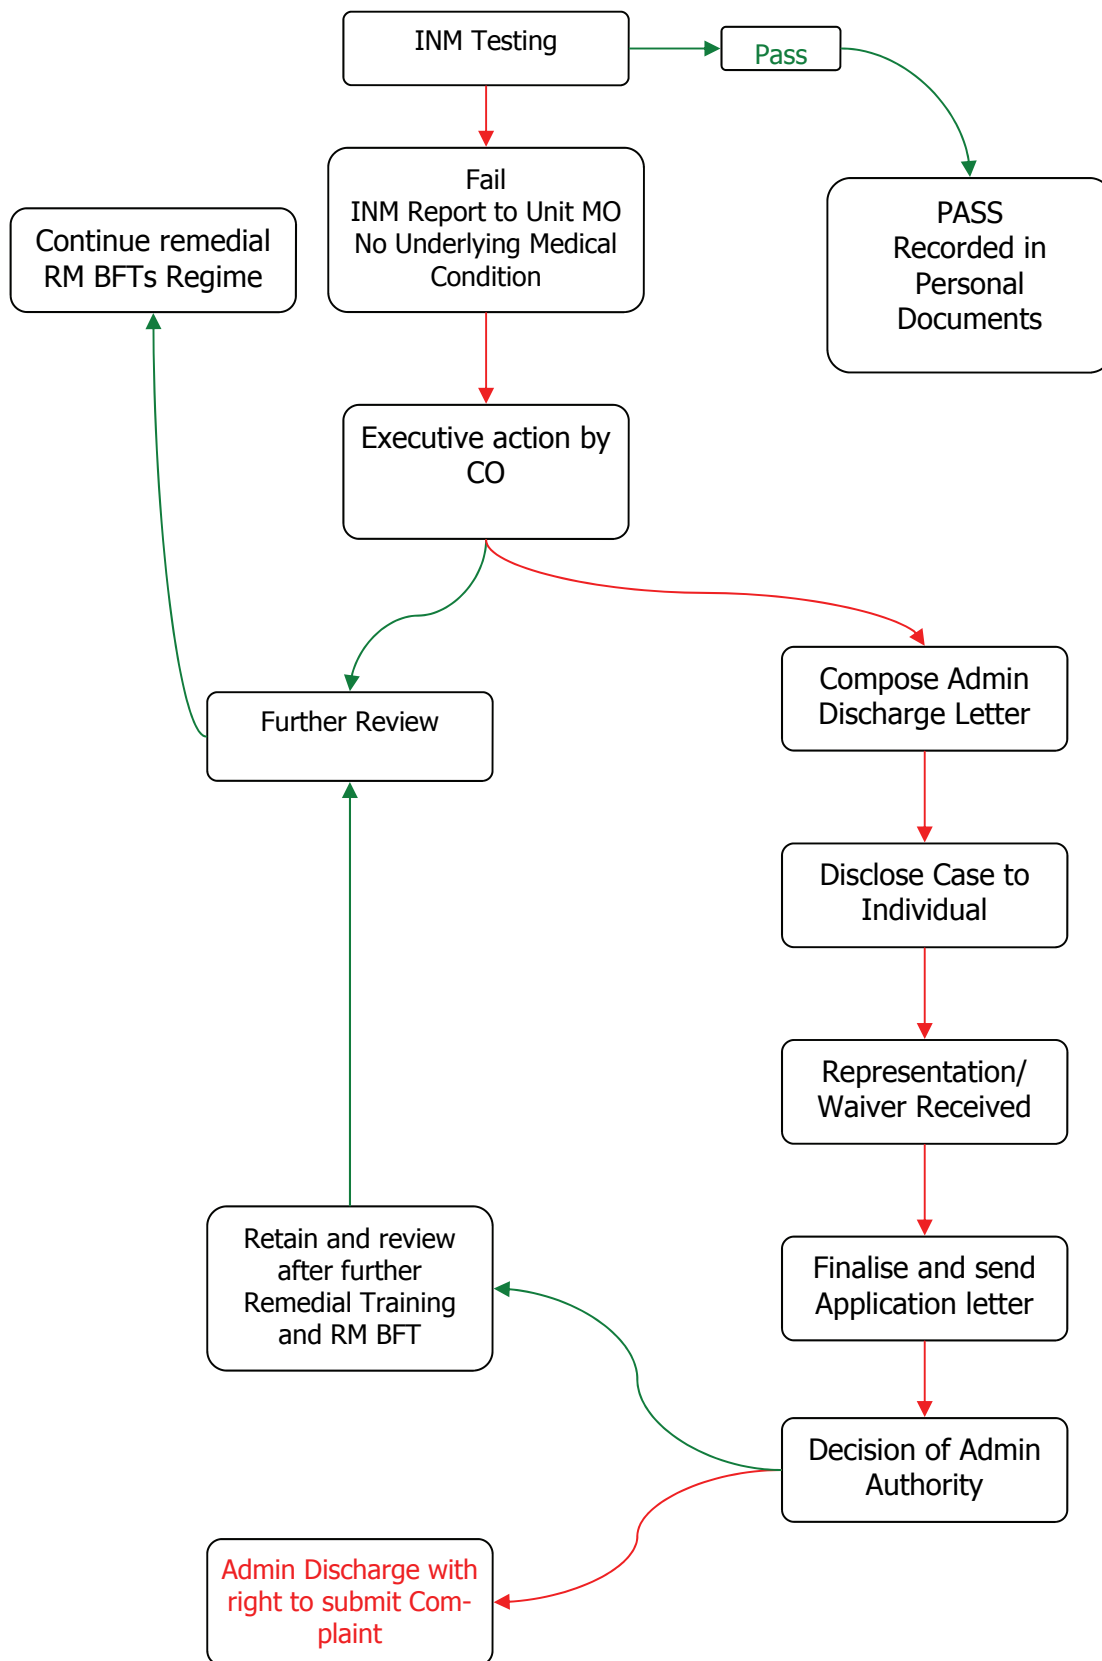 INM Testing
Pass
Fail
INM Report to Unit MO
No Underlying Medical
Condition
PASS
Recorded in
Personal
Documents
Continue remedial
RM BFTs Regime
Executive action by
CO
Compose Admin
Discharge Letter
Further Review
Disclose Case to
Individual
Representation/
Waiver Received
Retain and review
after further
Remedial Training
and RM BFT
Finalise and send
Application letter
Decision of Admin
Authority
Admin Discharge with
right to submit Com-
plaint